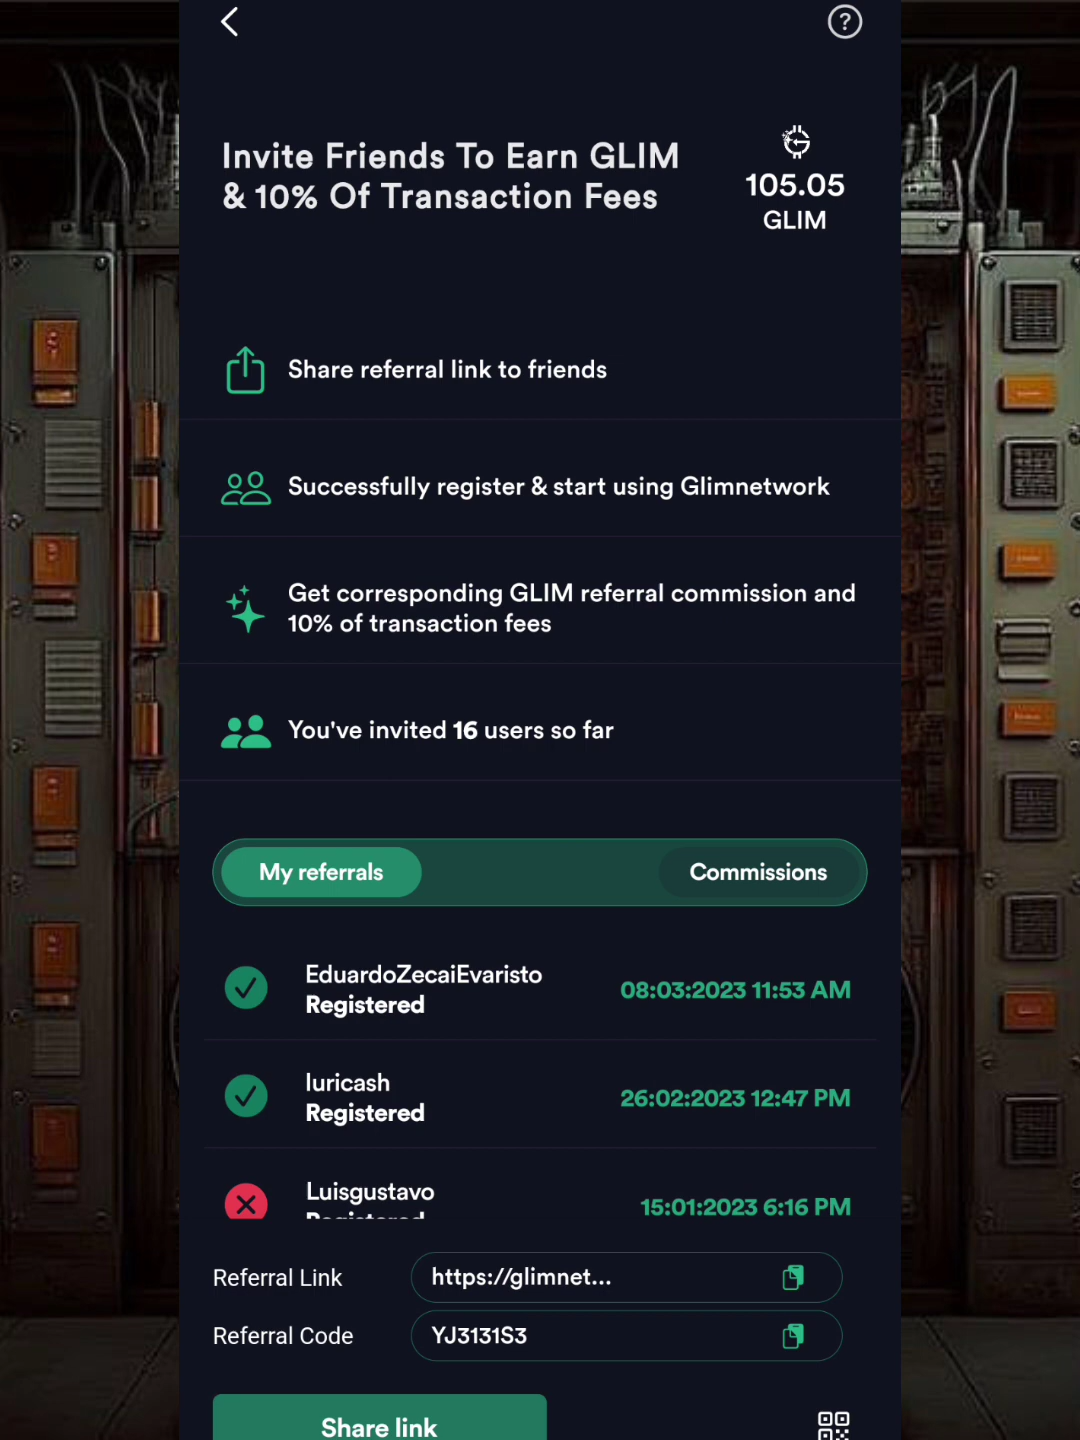 Invite Friends To Earn GLIM
& 10% Of Transaction Fees
105.05
GLIM
Share referral link to friends
Successfully register & start using Glimnetwork
Get corresponding GLIM referral commission and
10% of transaction fees
You've invited 16 users so far
My referrals
Commissions
EduardoZecaiEvaristo
Registered
08:03:2023 11:53 AM
luricash
Registered
26:02:2023 12:47 PM
Luisgustavo
Registered
15:01:2023 6:16 PM
Referral Link
https://glimnet...
Referral Code
YJ3131S3
Share link